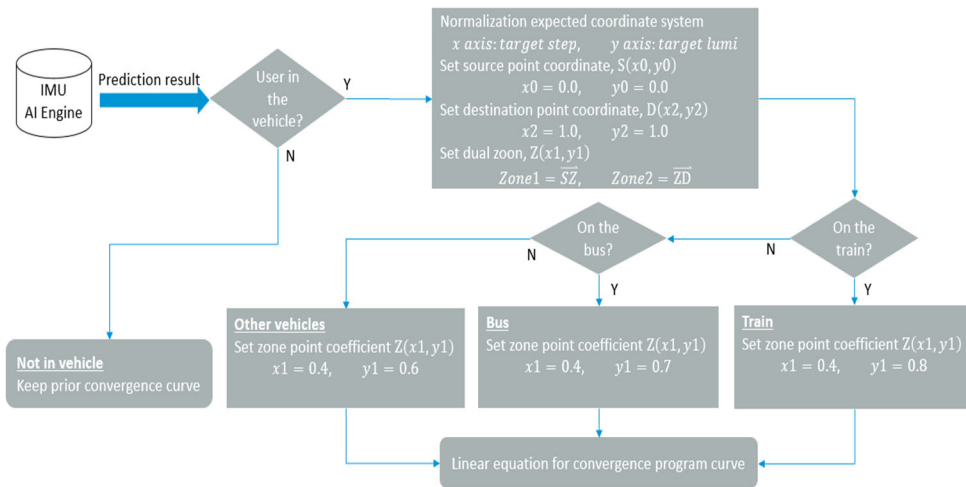 IMU
AI Engine
Prediction result
User in
the
vehicle?
Y
N
Normalization expected coordinate system
x axis: target step, y axis: target lumi
Set source point coordinate, S(x0, y0)
x0 = 0.0, y0 = 0.0
Set destination point coordinate, D(x2, y2)
x2 = 1.0, y2 = 1.0
Set dual zoon, Z(x1, y1)
Zone1 = S͞Z⃗, Zone2 = Z͞D⃗
On the
train?
N
Y
On the
bus?
N
Y
Not in vehicle
Keep prior convergence curve
Other vehicles
Set zone point coefficient Z(x1, y1)
x1 = 0.4, y1 = 0.6
Bus
Set zone point coefficient Z(x1, y1)
x1 = 0.4, y1 = 0.7
Train
Set zone point coefficient Z(x1, y1)
x1 = 0.4, y1 = 0.8
Linear equation for convergence program curve